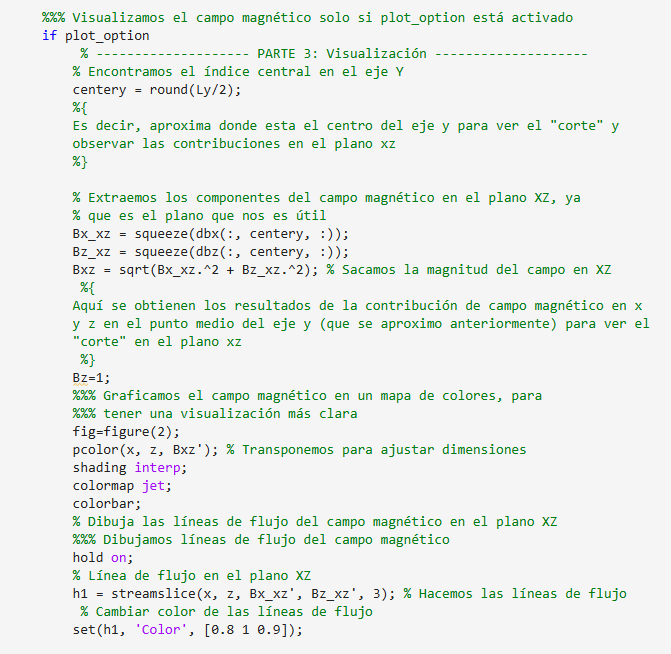 %%% Visualizamos el campo magnético solo si plot_option está activado
if plot_option
% -------------------- PARTE 3: Visualización --------------------
% Encontramos el índice central en el eje Y
centery = round(Ly/2);
%{
Es decir, aproxima donde esta el centro del eje y para ver el "corte" y
observar las contribuciones en el plano xz
%}
% Extraemos los componentes del campo magnético en el plano XZ, ya
% que es el plano que nos es útil
Bx_xz = squeeze(dbx(:, centery, :));
Bz_xz = squeeze(dbz(:, centery, :));
Bxz = sqrt(Bx_xz.^2 + Bz_xz.^2); % Sacamos la magnitud del campo en XZ
%{
Aquí se obtienen los resultados de la contribución de campo magnético en x
y z en el punto medio del eje y (que se aproximo anteriormente) para ver el
"corte" en el plano xz
%}
Bz=1;
%%% Graficamos el campo magnético en un mapa de colores, para
%%% tener una visualización más clara
fig=figure(2);
pcolor(x, z, Bxz'); % Transponemos para ajustar dimensiones
shading interp;
colormap jet;
colorbar;
% Dibuja las líneas de flujo del campo magnético en el plano XZ
%%% Dibujamos líneas de flujo del campo magnético
hold on;
% Línea de flujo en el plano XZ
h1 = streamslice(x, z, Bx_xz', Bz_xz', 3); % Hacemos las líneas de flujo
% Cambiar color de las líneas de flujo
set(h1, 'Color', [0.8 1 0.9]);